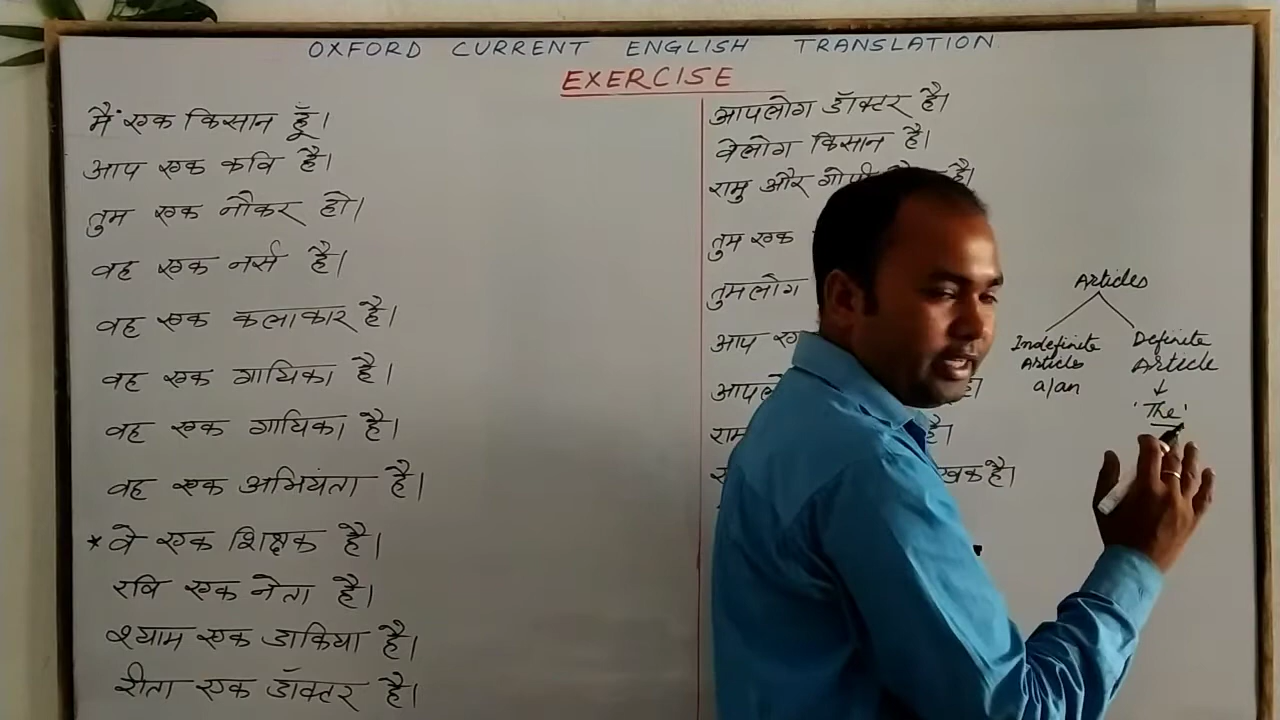 OXFORD CURRENT ENGLISH TRANSLATION
EXERCISE
मैं एक किसान हूँ।
आप एक कवि है।
तुम एक नौकर हो।
वह एक नर्स है।
वह एक कलाकार है।
वह एक गायिका है।
वह एक गायिका है।
वह एक अभियंता है।
* वे एक शिक्षक है।
रवि एक नेता है।
श्याम एक डाकिया है।
रीता एक डॉक्टर है।
आपलोग डॉक्टर है।
वेलोग किसान है।
रामु और है।
तुम एक
तुमलोग
आप
है।
है।
Articles
Indefinite Articles a/an
Definite Article
'The'